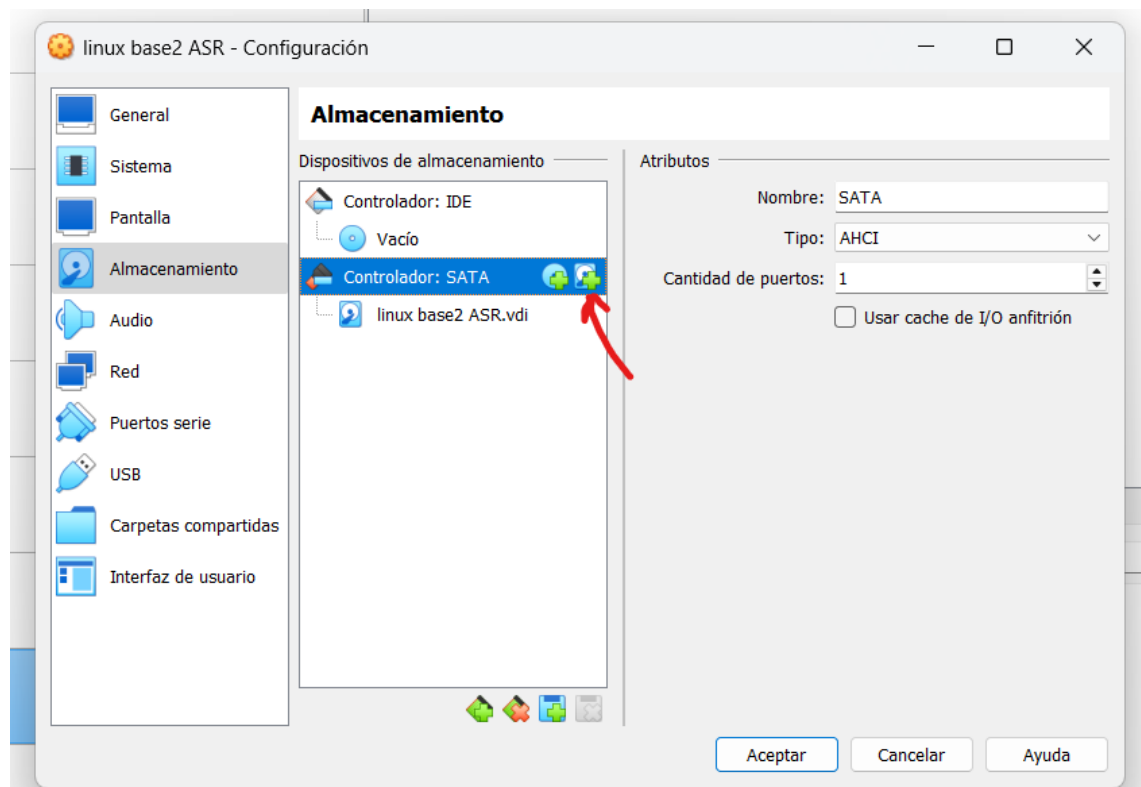 linux base2 ASR - Configuración
General
Sistema
Pantalla
Almacenamiento
Audio
Red
Puertos serie
USB
Carpetas compartidas
Interfaz de usuario
Almacenamiento
Dispositivos de almacenamiento
Controlador: IDE
Vacío
Controlador: SATA
linux base2 ASR.vdi
Atributos
Nombre: SATA
Tipo: AHCI
Cantidad de puertos: 1
Usar cache de I/O anfitrión
Aceptar Cancelar Ayuda